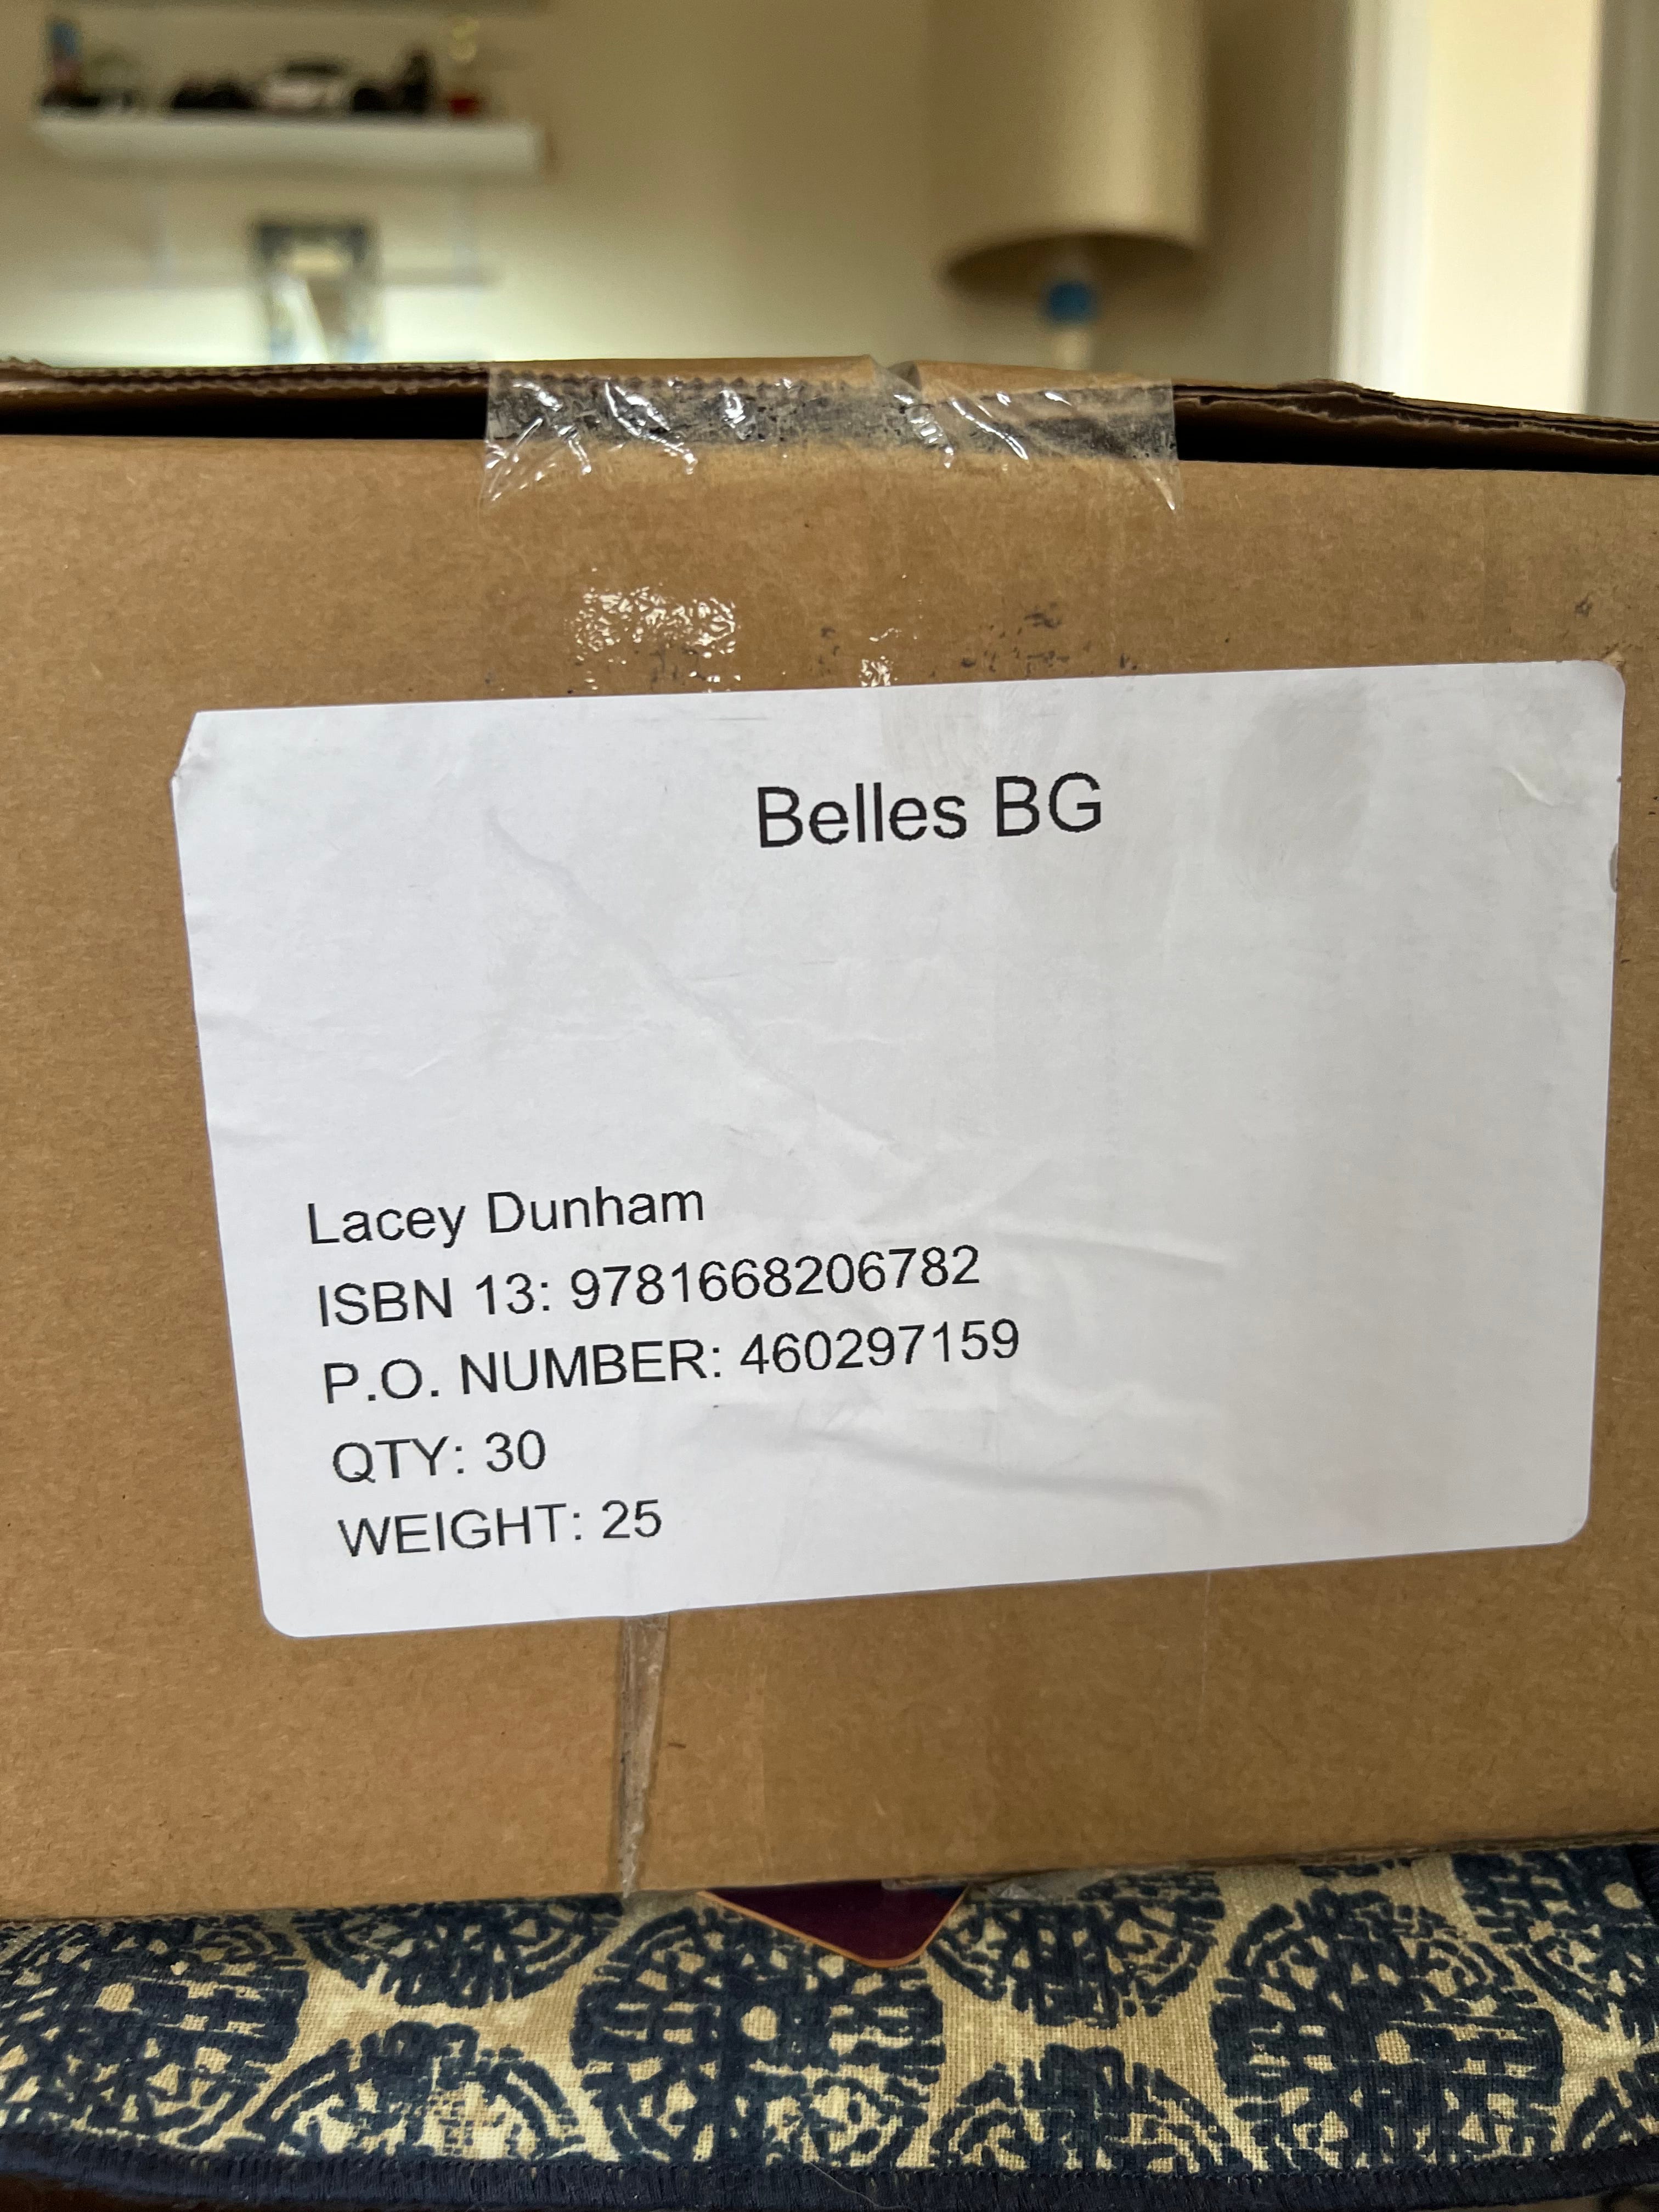 Belles BG
Lacey Dunham
ISBN 13: 9781668206782
P.O. NUMBER: 460297159
QTY: 30
WEIGHT: 25